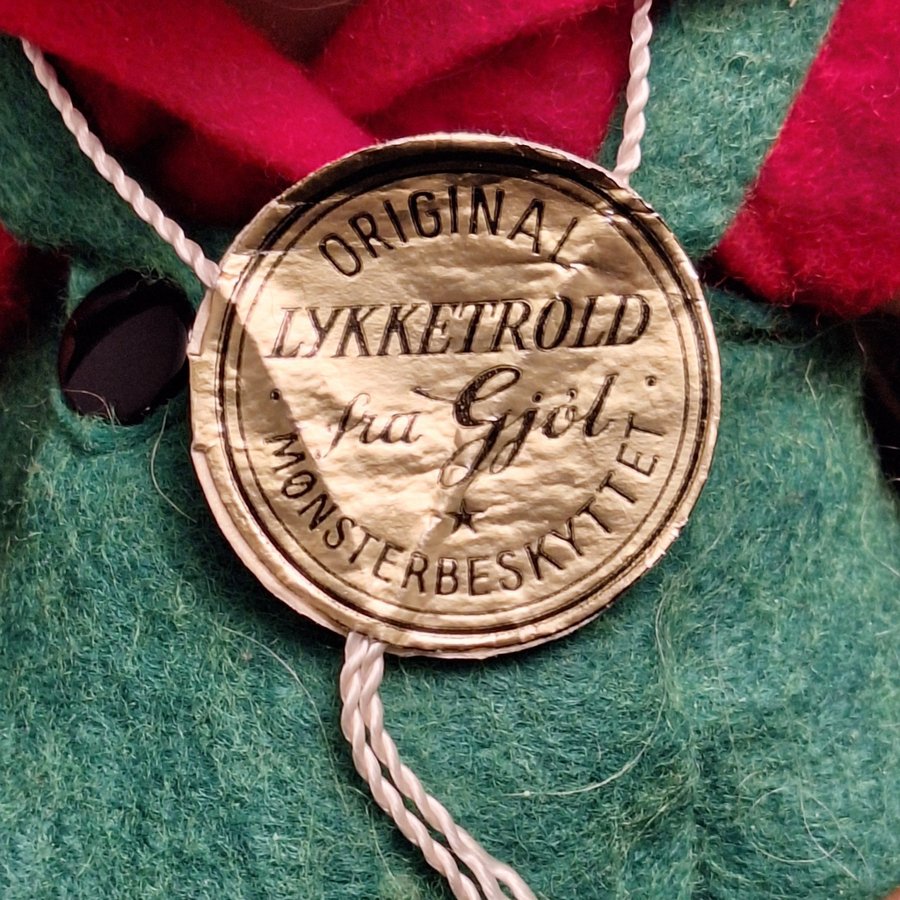 ORIGINAL
LYKKETROLD
fra Gjøl
★
MØNSTERBESKYTTET